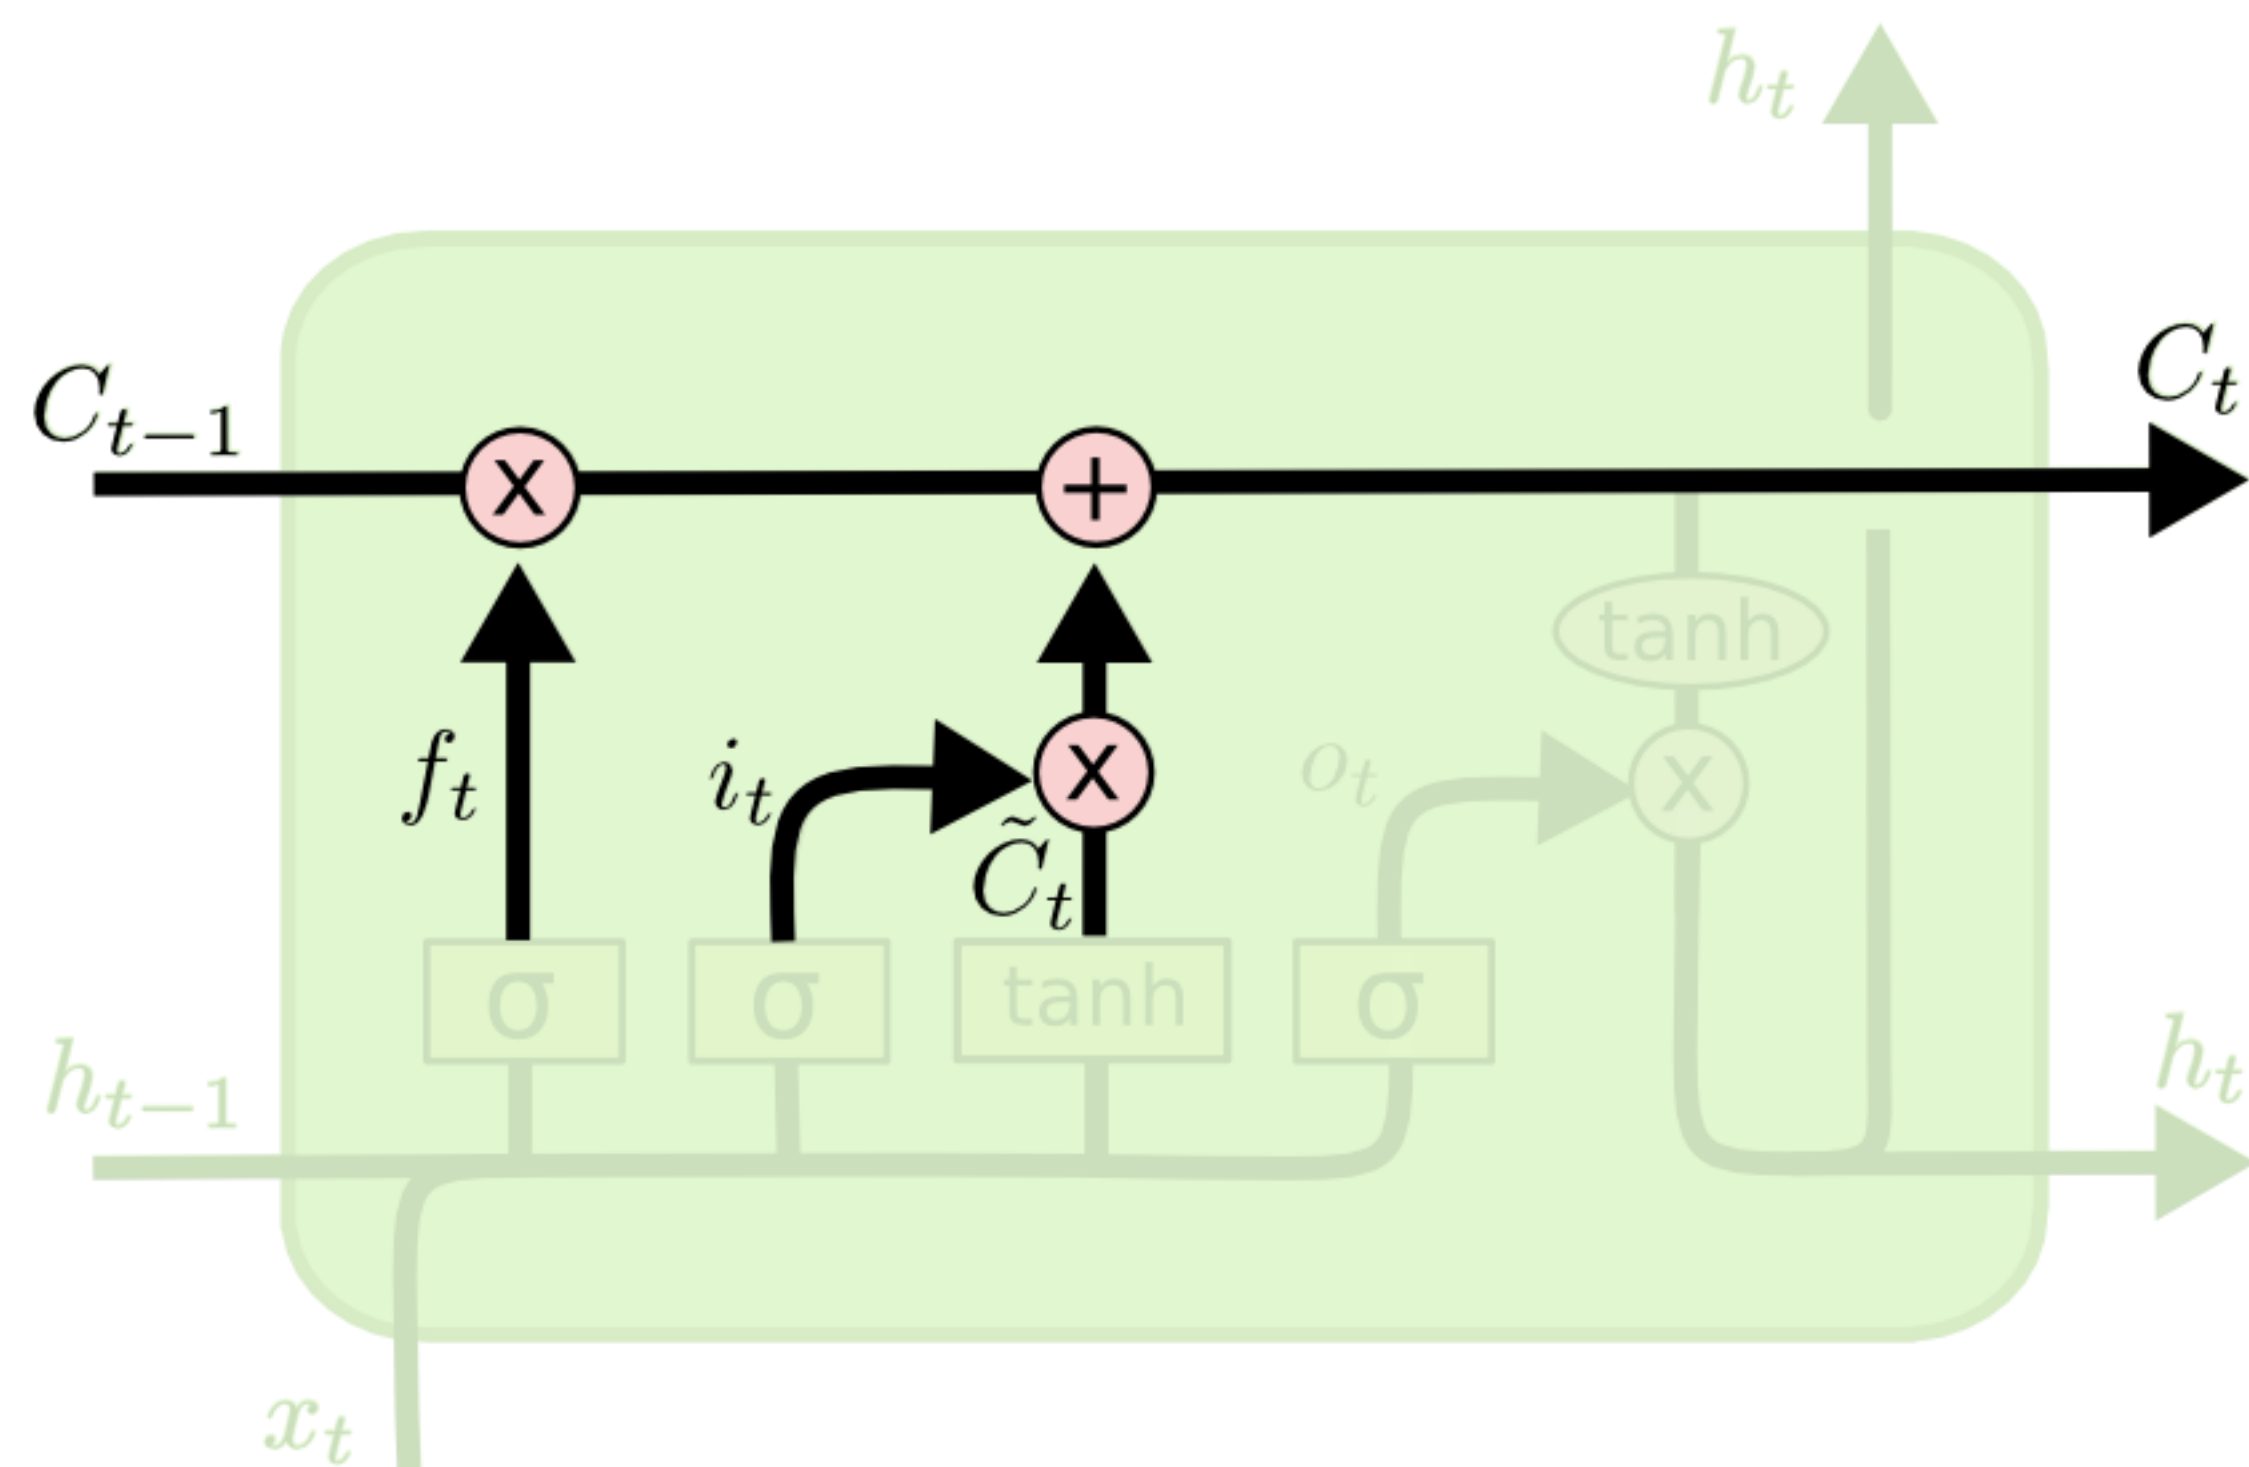 h_t
C_{t-1}
C_t
x
+
tanh
f_t
i_t
x
o_t
x
C̃_t
σ
σ
tanh
σ
h_{t-1}
h_t
x_t